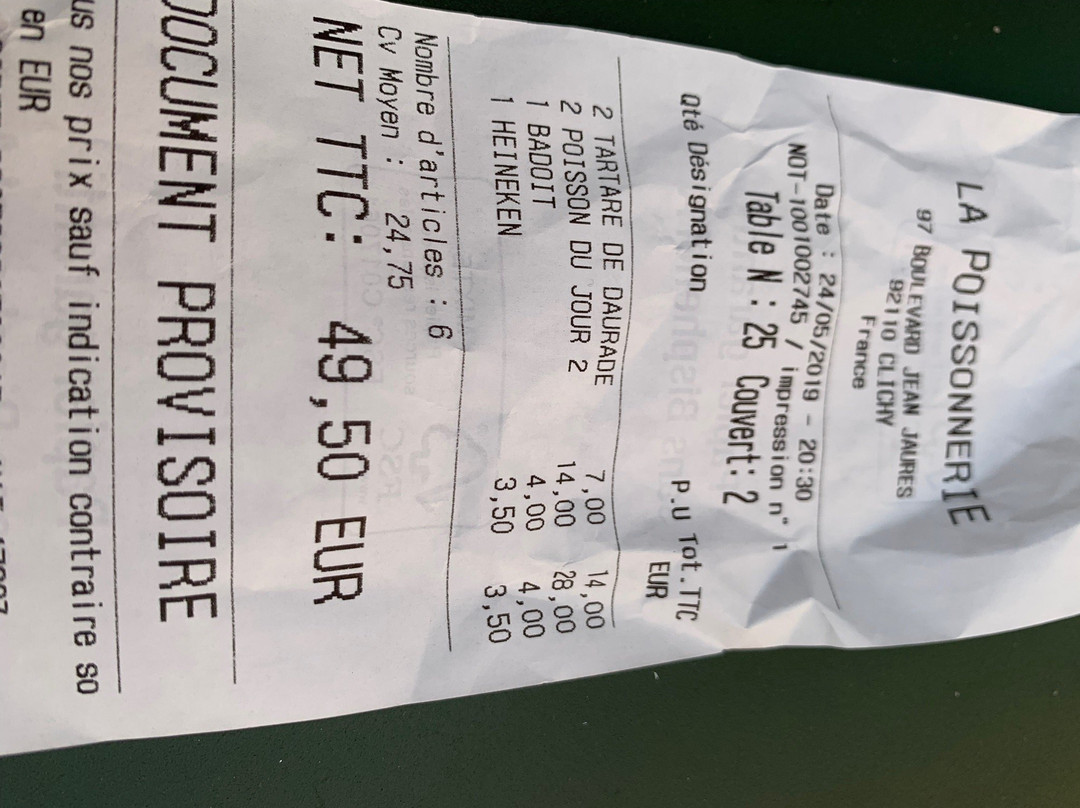 LA POISSONNERIE
97 BOULEVARD JEAN JAURES
92110 CLICHY
France
Date : 24/05/2019 - 20:30
NOT-1001002745 / impression n° 1
Table N : 25 Couvert: 2
Qté Désignation P.U Tot.TTC
EUR
2 TARTARE DE DAURADE 7,00 14,00
2 POISSON DU JOUR 2 14,00 28,00
1 BADOIT 4,00 4,00
1 HEINEKEN 3,50 3,50
Nombre d'articles : 6
Cv Moyen : 24,75
NET TTC: 49,50 EUR
DOCUMENT PROVISOIRE
us nos prix sauf indication contraire so
en EUR